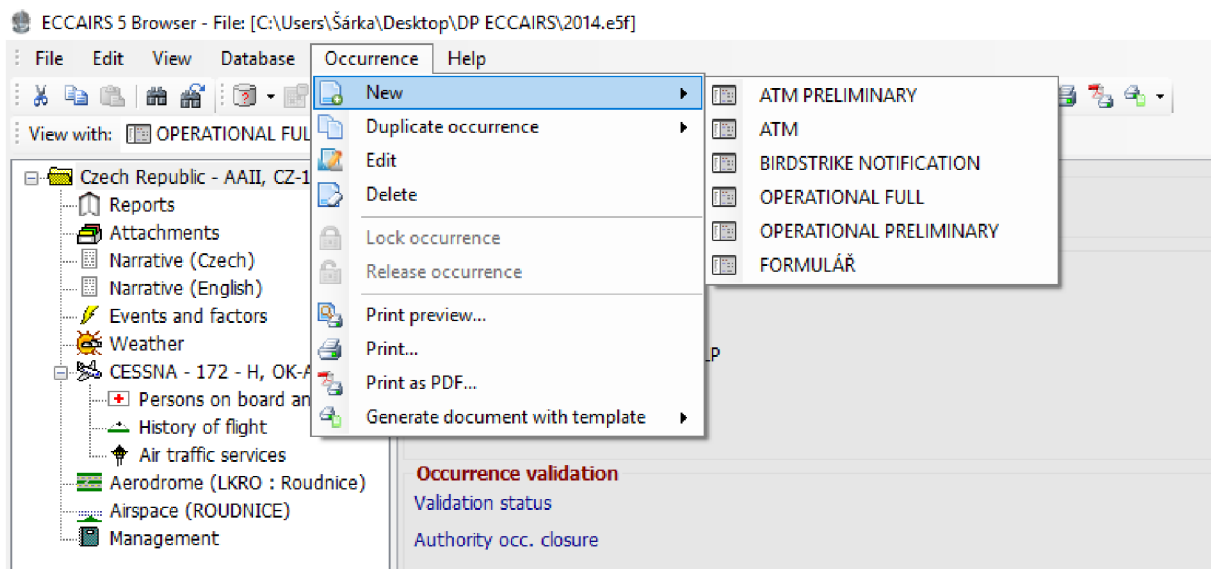 ECCAIRS 5 Browser - File: [C:\Users\Šárka\Desktop\DP ECCAIRS\2014.e5f]
File Edit View Database Occurrence Help
View with: OPERATIONAL FUL
New
Duplicate occurrence
Edit
Delete
Lock occurrence
Release occurrence
Print preview...
Print...
Print as PDF...
Generate document with template
ATM PRELIMINARY
ATM
BIRDSTRIKE NOTIFICATION
OPERATIONAL FULL
OPERATIONAL PRELIMINARY
FORMULÁŘ
Czech Republic - AAII, CZ-1
Reports
Attachments
Narrative (Czech)
Narrative (English)
Events and factors
Weather
CESSNA - 172 - H, OK-A
Persons on board an
History of flight
Air traffic services
Aerodrome (LKRO : Roudnice)
Airspace (ROUDNICE)
Management
LP
Occurrence validation
Validation status
Authority occ. closure